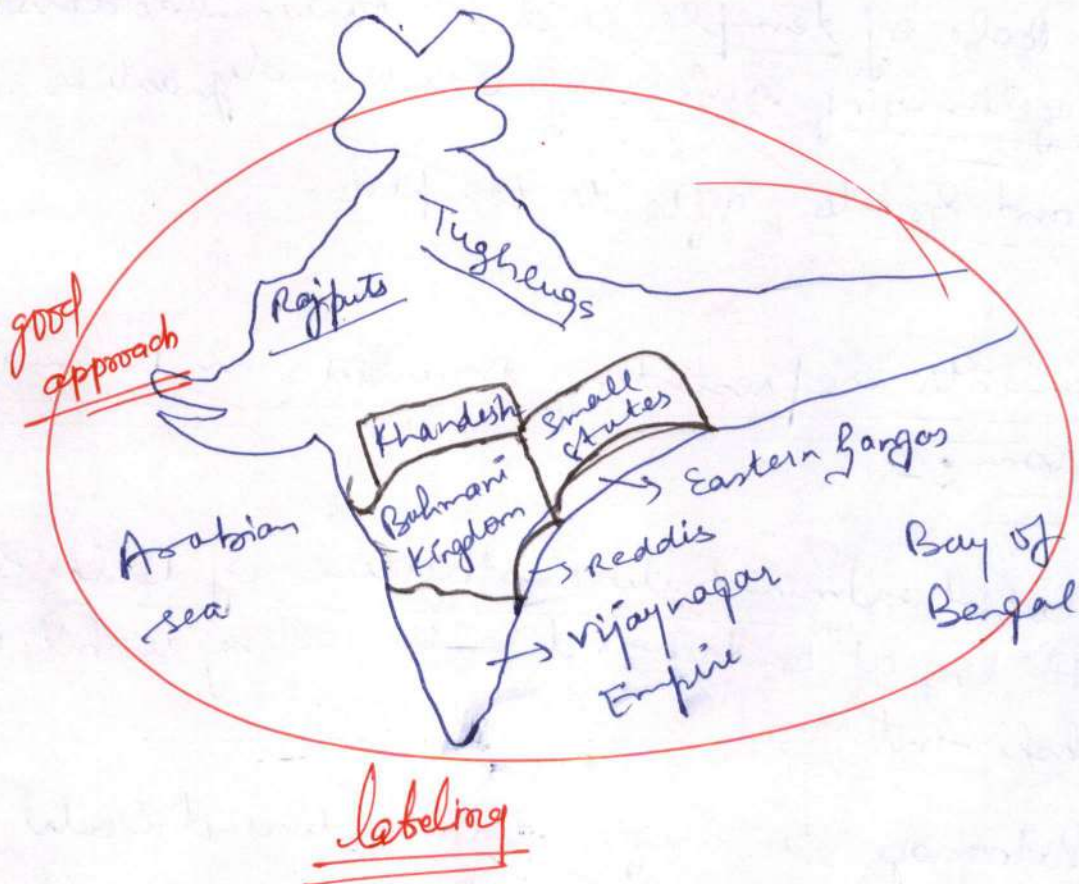 Tughluqs
Rajputs
good
approach
Khandesh
Small
states
Bahmani
Kingdom
Eastern Gangas
Arabian
sea
Reddis
Bay of
Bengal
Vijaynagar
Empire
labeling